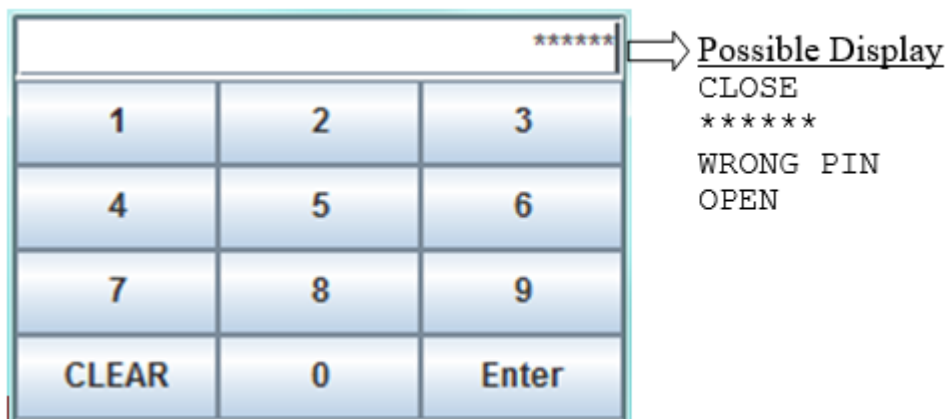 ******
Possible Display
CLOSE
******
WRONG PIN
OPEN
1 2 3
4 5 6
7 8 9
CLEAR 0 Enter